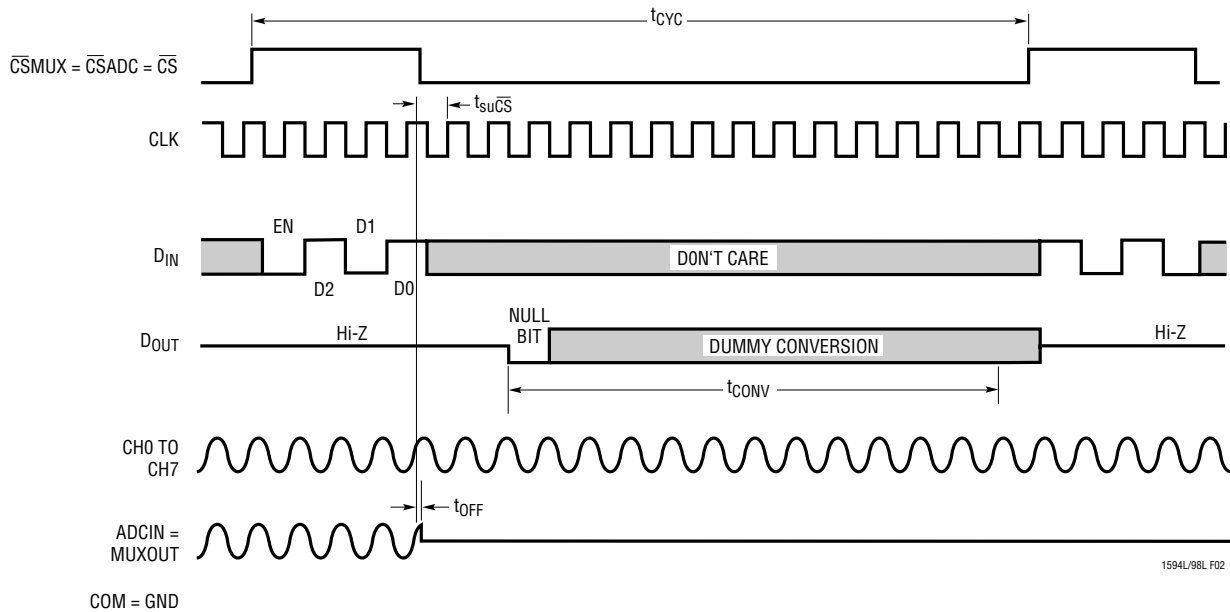 tCYC
CSMUX = CSADC = CS
tsuCS
CLK
EN
D1
DIN
D0N'T CARE
D2
D0
NULL
BIT
Hi-Z
DOUT
DUMMY CONVERSION
Hi-Z
tCONV
CH0 TO
CH7
tOFF
ADCIN =
MUXOUT
1594L/98L F02
COM = GND